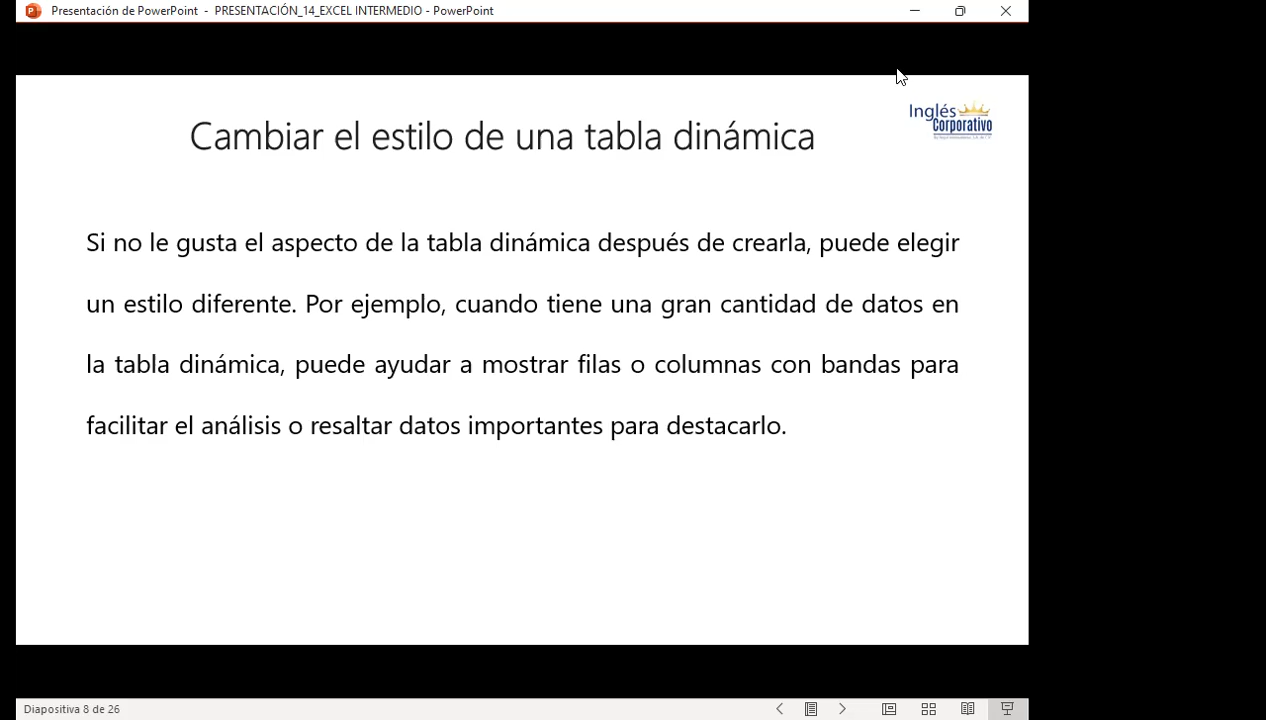 Presentación de PowerPoint - PRESENTACIÓN_14_EXCEL INTERMEDIO - PowerPoint
Inglés
Corporativo
Cambiar el estilo de una tabla dinámica
Si no le gusta el aspecto de la tabla dinámica después de crearla, puede elegir
un estilo diferente. Por ejemplo, cuando tiene una gran cantidad de datos en
la tabla dinámica, puede ayudar a mostrar filas o columnas con bandas para
facilitar el análisis o resaltar datos importantes para destacarlo.
Diapositiva 8 de 26